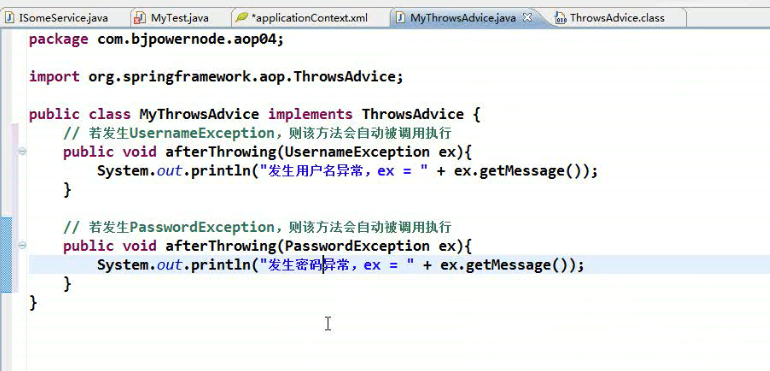 ISomeService.java MyTest.java *applicationContext.xml MyThrowsAdvice.java ThrowsAdvice.class
package com.bjpowernode.aop04;
import org.springframework.aop.ThrowsAdvice;
public class MyThrowsAdvice implements ThrowsAdvice {
// 若发生UsernameException，则该方法会自动被调用执行
public void afterThrowing(UsernameException ex){
System.out.println("发生用户名异常，ex = " + ex.getMessage());
}
// 若发生PasswordException，则该方法会自动被调用执行
public void afterThrowing(PasswordException ex){
System.out.println("发生密码异常，ex = " + ex.getMessage());
}
}